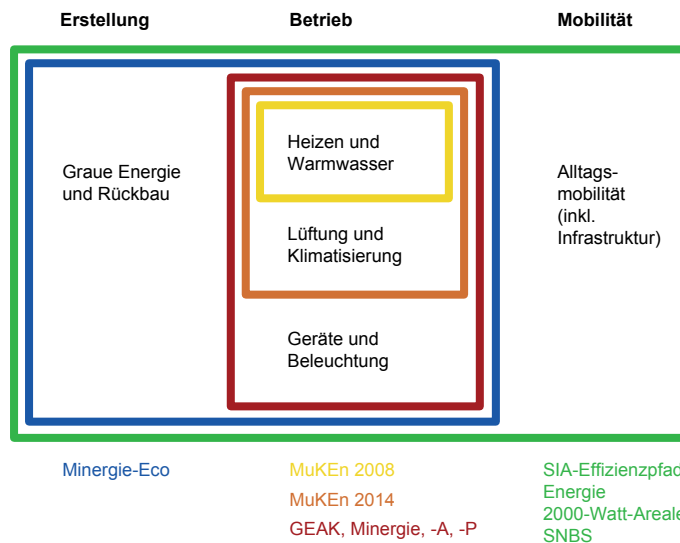 Erstellung
Betrieb
Mobilität
Heizen und
Warmwasser
Graue Energie
und Rückbau
Alltags-
mobilität
(inkl.
Infrastruktur)
Lüftung und
Klimatisierung
Geräte und
Beleuchtung
Minergie-Eco
MuKEn 2008
MuKEn 2014
GEAK, Minergie, -A, -P
SIA-Effizienzpfad
Energie
2000-Watt-Areale
SNBS